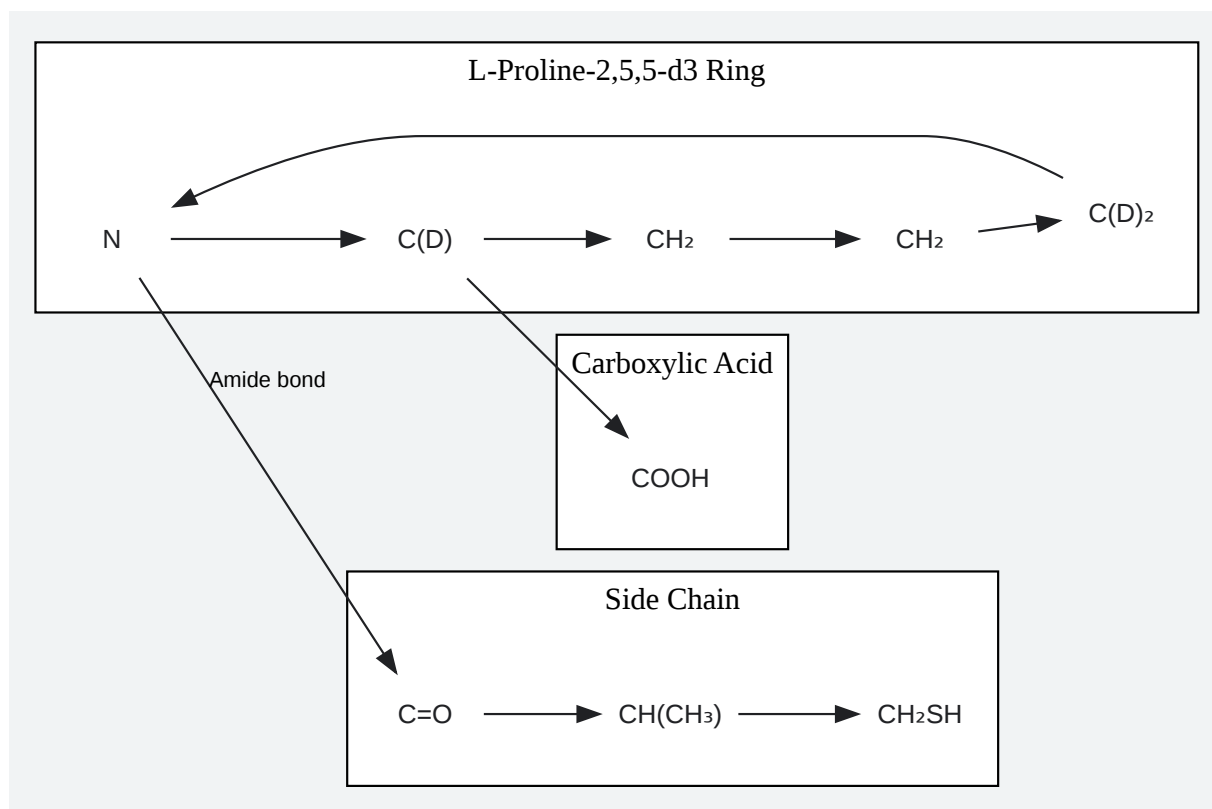 L-Proline-2,5,5-d3 Ring
N
C(D)
CH₂
CH₂
C(D)₂
Amide bond
Carboxylic Acid
COOH
Side Chain
C=O
CH(CH₃)
CH₂SH